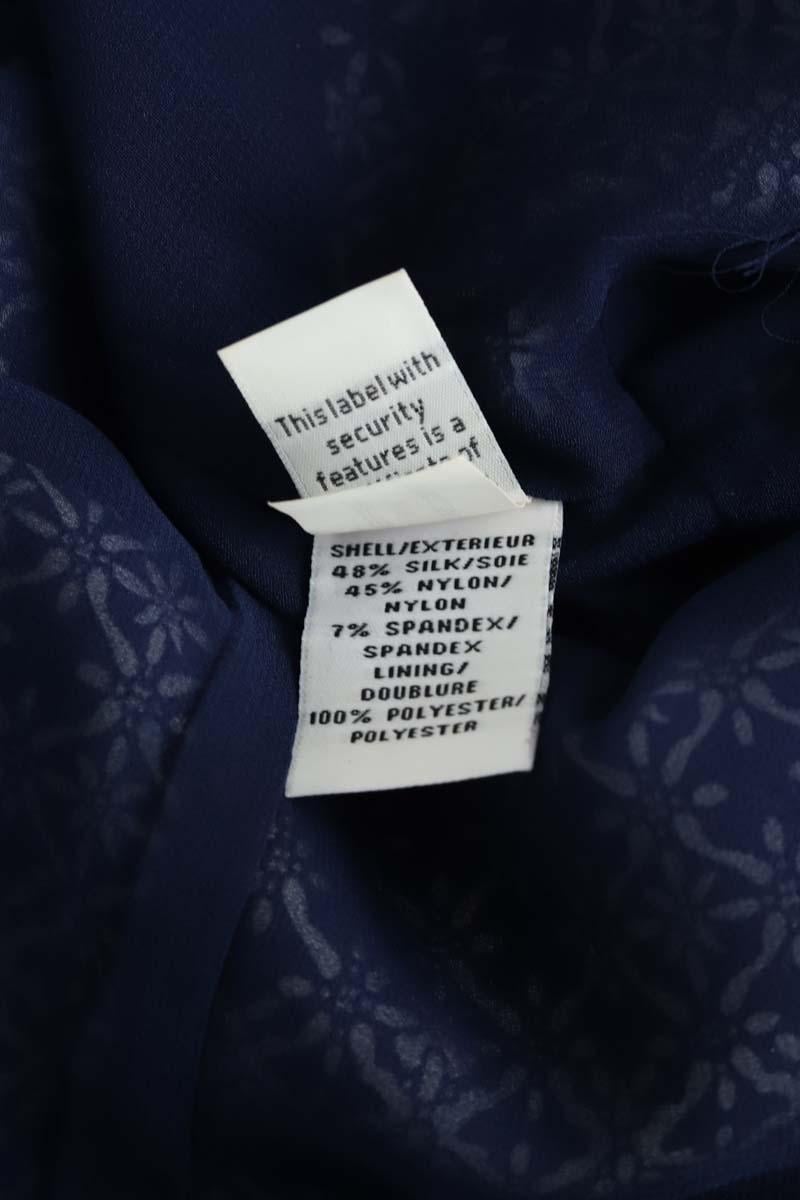 This label with
security
features is a
of
SHELL/EXTERIEUR
48% SILK/SOIE
45% NYLON/
NYLON
7% SPANDEX/
SPANDEX
LINING/
DOUBLURE
100% POLYESTER/
POLYESTER